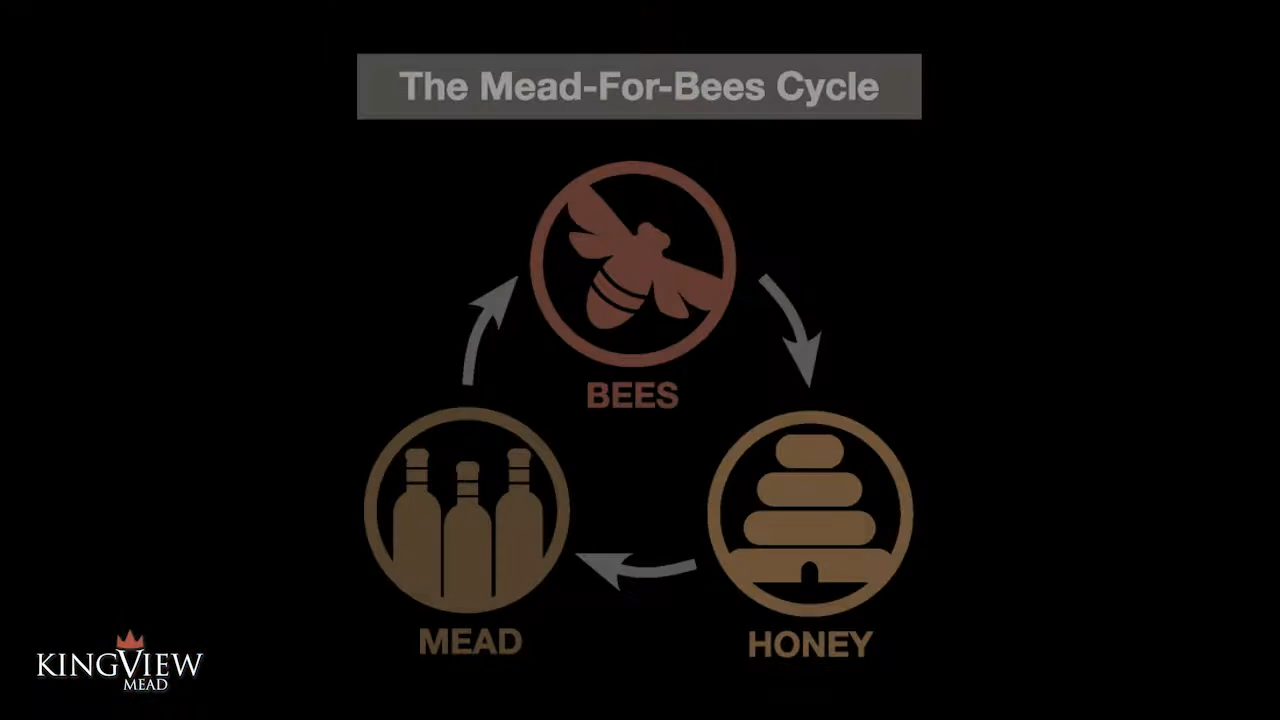 The Mead-For-Bees Cycle
BEES
MEAD
HONEY
KINGVIEW
MEAD